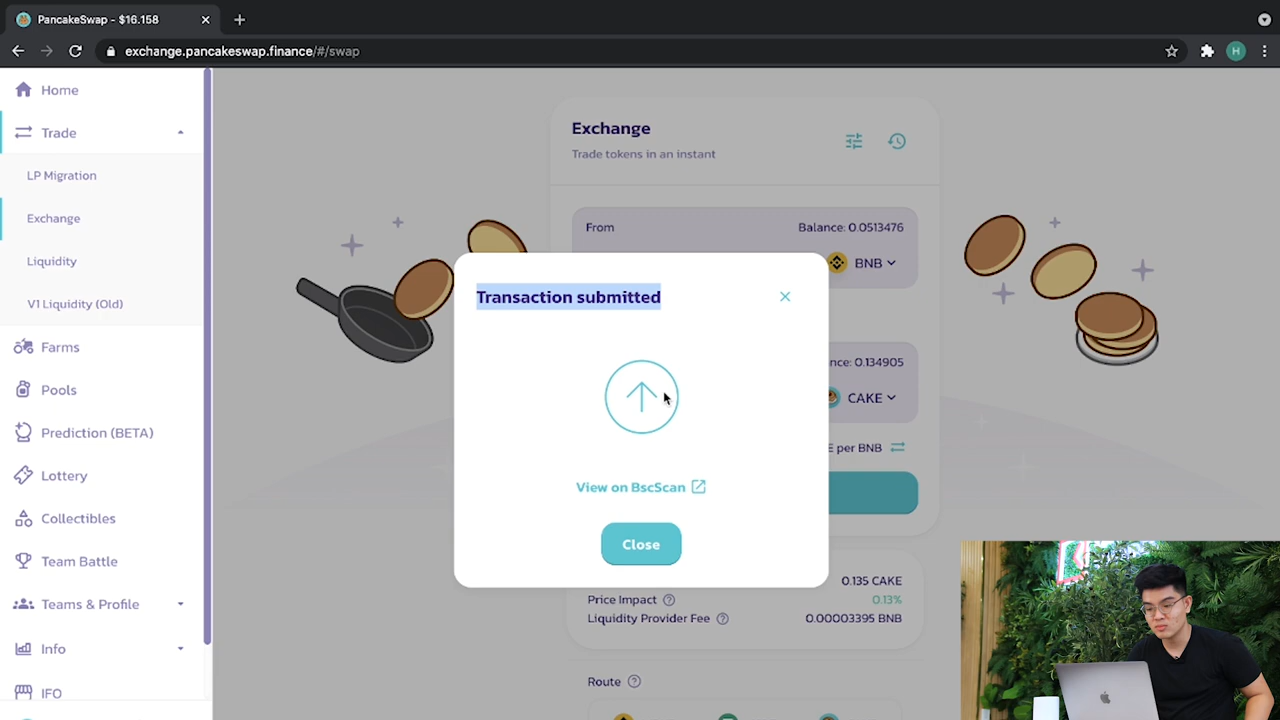 PancakeSwap - $16.158
exchange.pancakeswap.finance/#/swap
H
Home
Trade
LP Migration
Exchange
Liquidity
V1 Liquidity (Old)
Farms
Pools
Prediction (BETA)
Lottery
Collectibles
Team Battle
Teams & Profile
Info
IFO
Exchange
Trade tokens in an instant
From
Balance: 0.0513476
BNB
Transaction submitted
nce: 0.134905
CAKE
E per BNB
View on BscScan
Close
0.135 CAKE
Price Impact
0.13%
Liquidity Provider Fee
0.00003395 BNB
Route